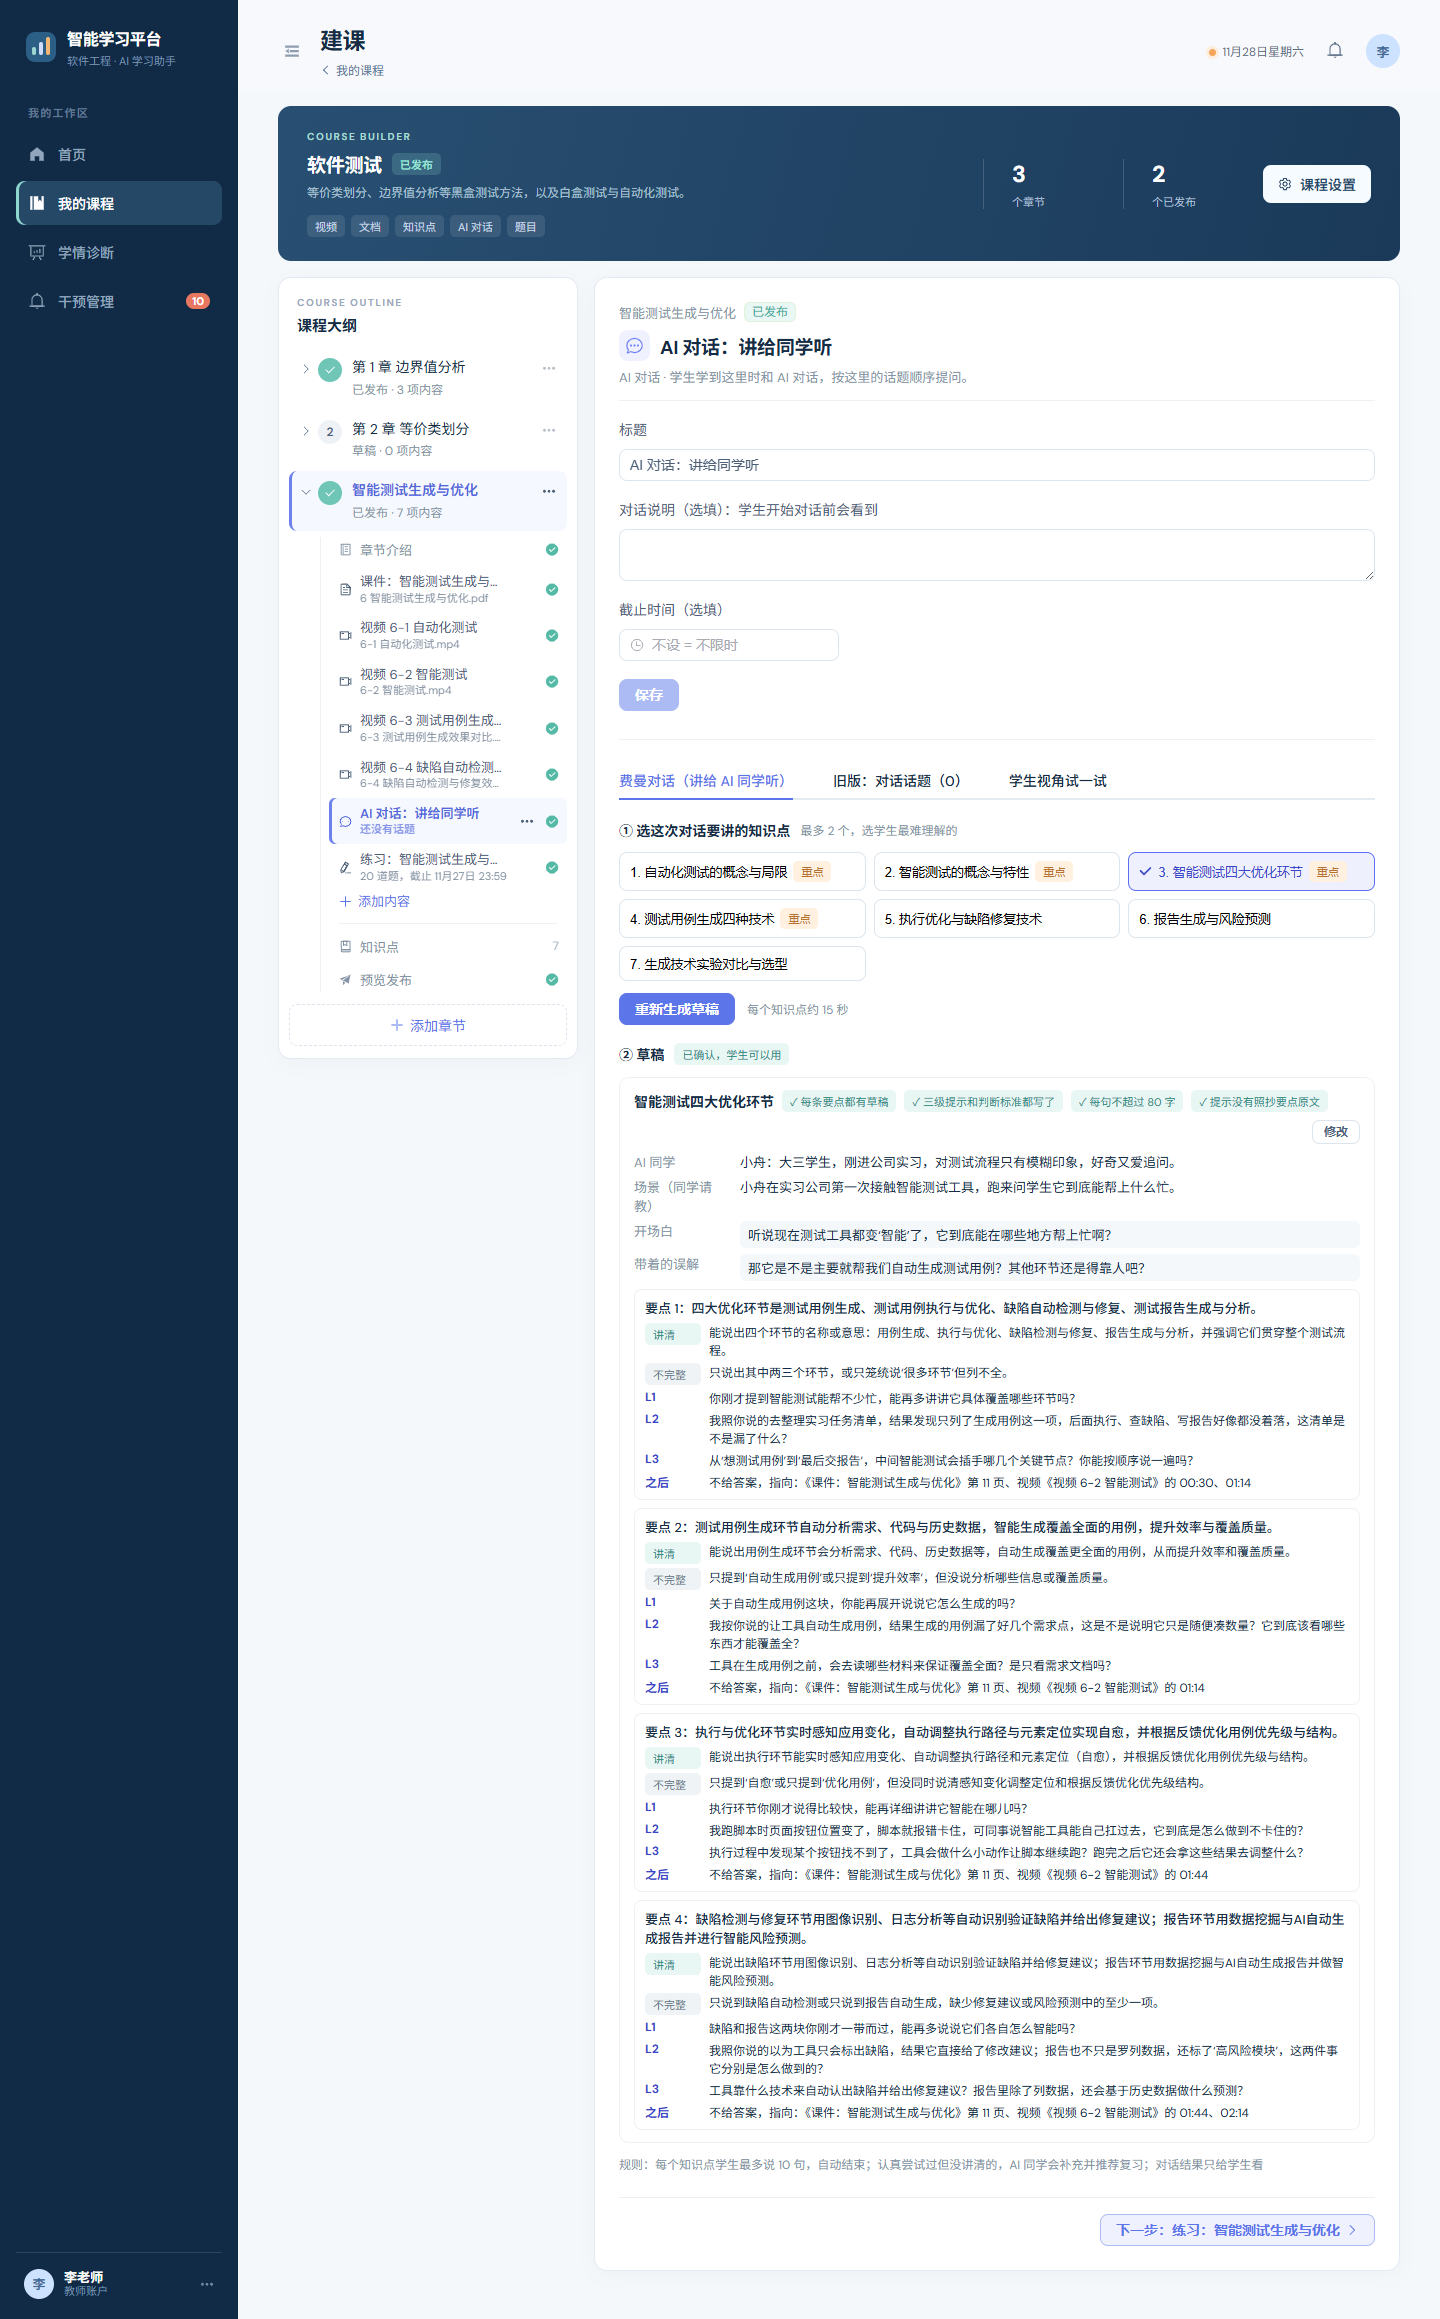 智能学习平台
软件工程 · AI 学习助手
我的工作区
首页
我的课程
学情诊断
干预管理
10
李
李老师
教师账户
建课
我的课程
11月28日星期六
李
COURSE BUILDER
软件测试
已发布
等价类划分、边界值分析等黑盒测试方法，以及白盒测试与自动化测试。
视频
文档
知识点
AI 对话
题目
3
个章节
2
个已发布
课程设置
COURSE OUTLINE
课程大纲
第 1 章 边界值分析
已发布 · 3 项内容
2
第 2 章 等价类划分
草稿 · 0 项内容
智能测试生成与优化
已发布 · 7 项内容
章节介绍
课件：智能测试生成与...
6 智能测试生成与优化.pdf
视频 6-1 自动化测试
6-1 自动化测试.mp4
视频 6-2 智能测试
6-2 智能测试.mp4
视频 6-3 测试用例生成...
6-3 测试用例生成效果对比...
视频 6-4 缺陷自动检测...
6-4 缺陷自动检测与修复效...
AI 对话：讲给同学听
还没有话题
练习：智能测试生成与...
20 道题，截止 11月27日 23:59
添加内容
知识点
7
预览发布
添加章节
智能测试生成与优化
已发布
AI 对话：讲给同学听
AI 对话 · 学生学到这里时和 AI 对话，按这里的话题顺序提问。
标题
AI 对话：讲给同学听
对话说明（选填）：学生开始对话前会看到
截止时间（选填）
不设 = 不限时
保存
费曼对话（讲给 AI 同学听）
旧版：对话话题（0）
学生视角试一试
① 选这次对话要讲的知识点
最多 2 个，选学生最难理解的
1. 自动化测试的概念与局限
重点
2. 智能测试的概念与特性
重点
3. 智能测试四大优化环节
重点
4. 测试用例生成四种技术
重点
5. 执行优化与缺陷修复技术
6. 报告生成与风险预测
7. 生成技术实验对比与选型
重新生成草稿
每个知识点约 15 秒
② 草稿
已确认，学生可以用
智能测试四大优化环节
✓ 每条要点都有草稿
✓ 三级提示和判断标准都写了
✓ 每句不超过 80 字
✓ 提示没有照抄要点原文
修改
AI 同学
小舟：大三学生，刚进公司实习，对测试流程只有模糊印象，好奇又爱追问。
场景（同学请
教）
小舟在实习公司第一次接触智能测试工具，跑来问学生它到底能帮上什么忙。
开场白
听说现在测试工具都变'智能'了，它到底能在哪些地方帮上忙啊？
带着的误解
那它是不是主要就帮我们自动生成测试用例？其他环节还是得靠人吧？
要点 1：四大优化环节是测试用例生成、测试用例执行与优化、缺陷自动检测与修复、测试报告生成与分析。
讲清
能说出四个环节的名称或意思：用例生成、执行与优化、缺陷检测与修复、报告生成与分析，并强调它们贯穿整个测试流
程。
不完整
只说出其中两三个环节，或只笼统说'很多环节'但列不全。
L1
你刚才提到智能测试能帮不少忙，能再多讲讲它具体覆盖哪些环节吗？
L2
我照你说的去整理实习任务清单，结果发现只列了生成用例这一项，后面执行、查缺陷、写报告好像都没着落，这清单是
不是漏了什么？
L3
从'想测试用例'到'最后交报告'，中间智能测试会插手哪几个关键节点？你能按顺序说一遍吗？
之后
不给答案，指向：《课件：智能测试生成与优化》第 11 页、视频《视频 6-2 智能测试》的 00:30、01:14
要点 2：测试用例生成环节自动分析需求、代码与历史数据，智能生成覆盖全面的用例，提升效率与覆盖质量。
讲清
能说出用例生成环节会分析需求、代码、历史数据等，自动生成覆盖更全面的用例，从而提升效率和覆盖质量。
不完整
只提到'自动生成用例'或只提到'提升效率'，但没说分析哪些信息或覆盖质量。
L1
关于自动生成用例这块，你能再展开说说它怎么生成的吗？
L2
我按你说的让工具自动生成用例，结果生成的用例漏了好几个需求点，这是不是说明它只是随便凑数量？它到底该看哪些
东西才能覆盖全？
L3
工具在生成用例之前，会去读哪些材料来保证覆盖全面？是只看需求文档吗？
之后
不给答案，指向：《课件：智能测试生成与优化》第 11 页、视频《视频 6-2 智能测试》的 01:14
要点 3：执行与优化环节实时感知应用变化，自动调整执行路径与元素定位实现自愈，并根据反馈优化用例优先级与结构。
讲清
能说出执行环节能实时感知应用变化、自动调整执行路径和元素定位（自愈），并根据反馈优化用例优先级与结构。
不完整
只提到'自愈'或只提到'优化用例'，但没同时说清感知变化调整定位和根据反馈优化优先级结构。
L1
执行环节你刚才说得比较快，能再详细讲讲它智能在哪儿吗？
L2
我跑脚本时页面按钮位置变了，脚本就报错卡住，可同事说智能工具能自己扛过去，它到底是怎么做到不卡住的？
L3
执行过程中发现某个按钮找不到了，工具会做什么小动作让脚本继续跑？跑完之后它还会拿这些结果去调整什么？
之后
不给答案，指向：《课件：智能测试生成与优化》第 11 页、视频《视频 6-2 智能测试》的 01:44
要点 4：缺陷检测与修复环节用图像识别、日志分析等自动识别验证缺陷并给出修复建议；报告环节用数据挖掘与AI自动生
成报告并进行智能风险预测。
讲清
能说出缺陷环节用图像识别、日志分析等自动识别验证缺陷并给修复建议；报告环节用数据挖掘与AI自动生成报告并做智
能风险预测。
不完整
只说到缺陷自动检测或只说到报告自动生成，缺少修复建议或风险预测中的至少一项。
L1
缺陷和报告这两块你刚才一带而过，能再多说说它们各自怎么智能吗？
L2
我照你说的以为工具只会标出缺陷，结果它直接给了修改建议；报告也不只是罗列数据，还标了'高风险模块'，这两件事
它分别是怎么做到的？
L3
工具靠什么技术来自动认出缺陷并给出修复建议？报告里除了列数据，还会基于历史数据做什么预测？
之后
不给答案，指向：《课件：智能测试生成与优化》第 11 页、视频《视频 6-2 智能测试》的 01:44、02:14
规则：每个知识点学生最多说 10 句，自动结束；认真尝试过但没讲清的，AI 同学会补充并推荐复习；对话结果只给学生看
下一步：练习：智能测试生成与优化